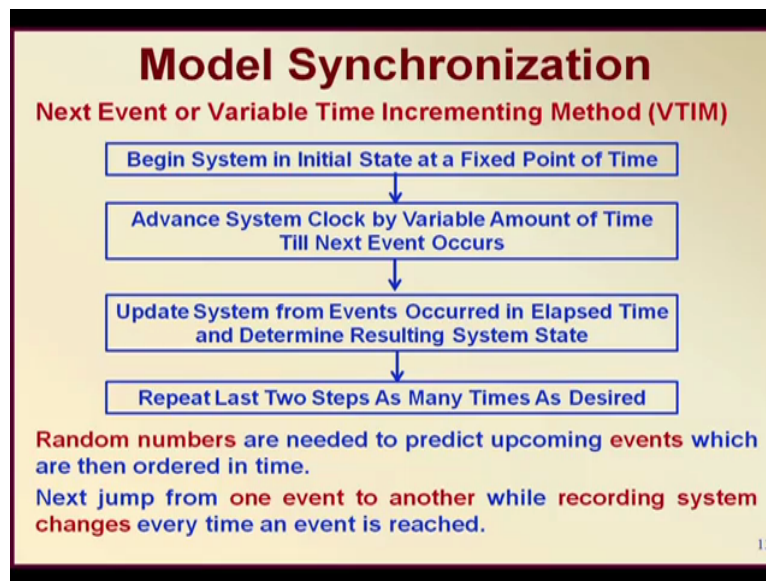 Model Synchronization
Next Event or Variable Time Incrementing Method (VTIM)
Begin System in Initial State at a Fixed Point of Time
Advance System Clock by Variable Amount of Time
Till Next Event Occurs
Update System from Events Occurred in Elapsed Time
and Determine Resulting System State
Repeat Last Two Steps As Many Times As Desired
Random numbers are needed to predict upcoming events which
are then ordered in time.
Next jump from one event to another while recording system
changes every time an event is reached.